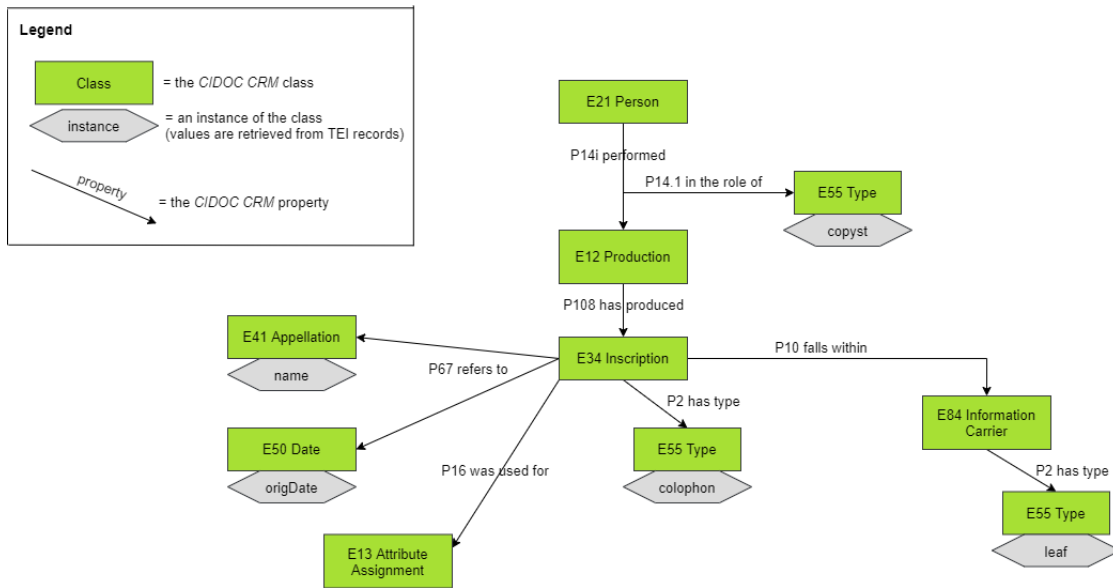 Legend
Class
= the CIDOC CRM class
instance
= an instance of the class
(values are retrieved from TEI records)
property
= the CIDOC CRM property
E21 Person
P14i performed
P14.1 in the role of
E55 Type
copyst
E12 Production
P108 has produced
E41 Appellation
name
E34 Inscription
P10 falls within
P67 refers to
P2 has type
E84 Information
Carrier
E50 Date
origDate
P16 was used for
E55 Type
colophon
P2 has type
E55 Type
leaf
E13 Attribute
Assignment